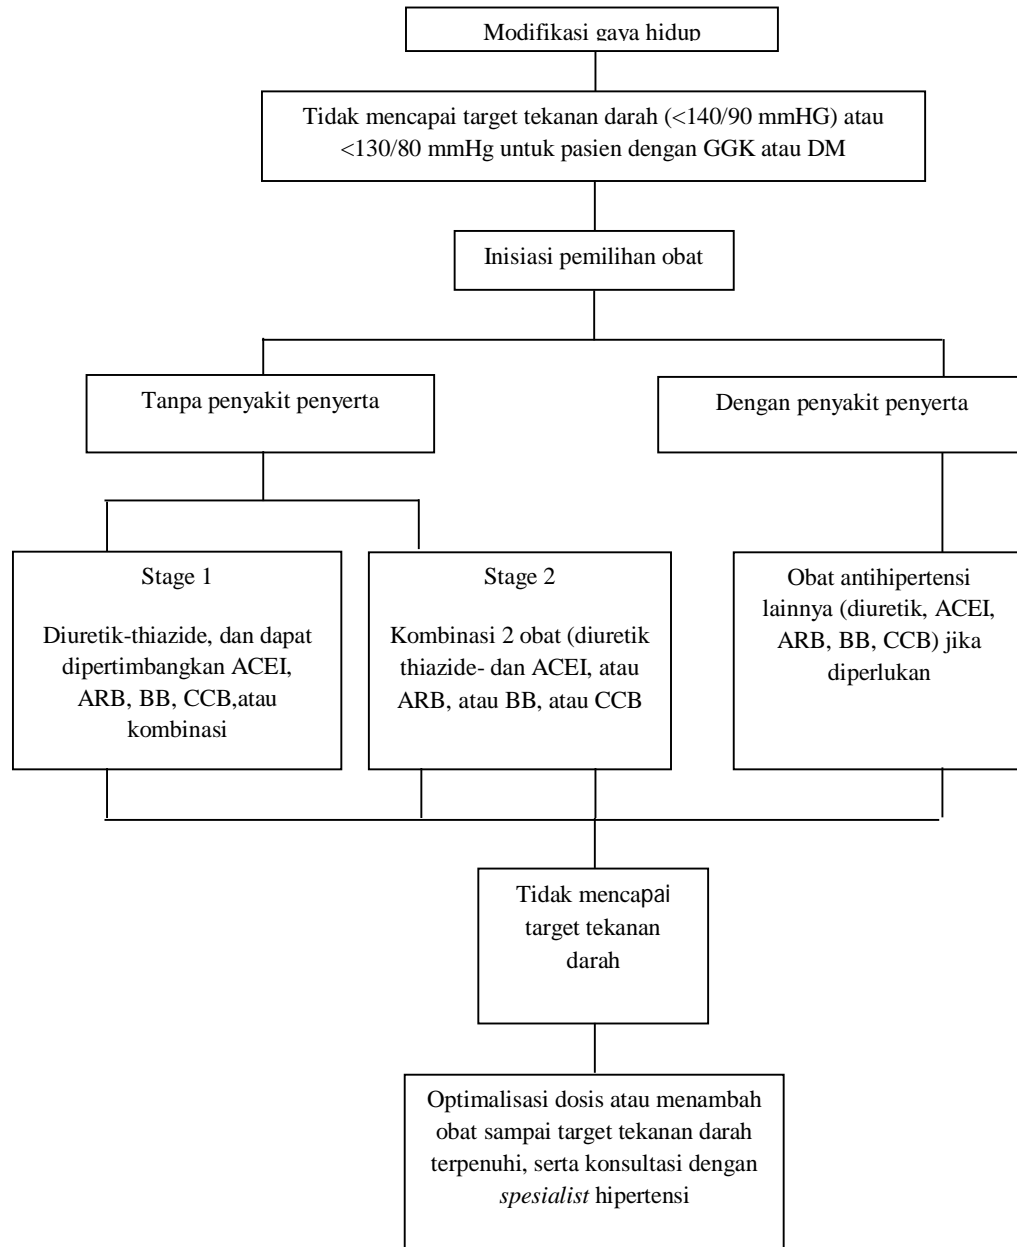 Modifikasi gaya hidup
Tidak mencapai target tekanan darah (<140/90 mmHG) atau
<130/80 mmHg untuk pasien dengan GGK atau DM
Inisiasi pemilihan obat
Tanpa penyakit penyerta
Dengan penyakit penyerta
Stage 1
Diuretik-thiazide, dan dapat
dipertimbangkan ACEI,
ARB, BB, CCB,atau
kombinasi
Stage 2
Kombinasi 2 obat (diuretik
thiazide- dan ACEI, atau
ARB, atau BB, atau CCB
Obat antihipertensi
lainnya (diuretik, ACEI,
ARB, BB, CCB) jika
diperlukan
Tidak mencapai
target tekanan
darah
Optimalisasi dosis atau menambah
obat sampai target tekanan darah
terpenuhi, serta konsultasi dengan
spesialist hipertensi